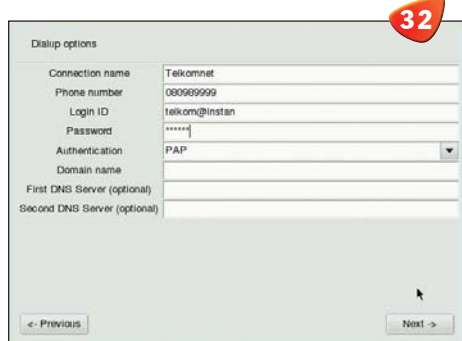 32
Dialup options
Connection name Telkomnet
Phone number 080989999
Login ID telkom@instan
Password ******
Authentication PAP
Domain name
First DNS Server (optional)
Second DNS Server (optional)
<- Previous Next ->